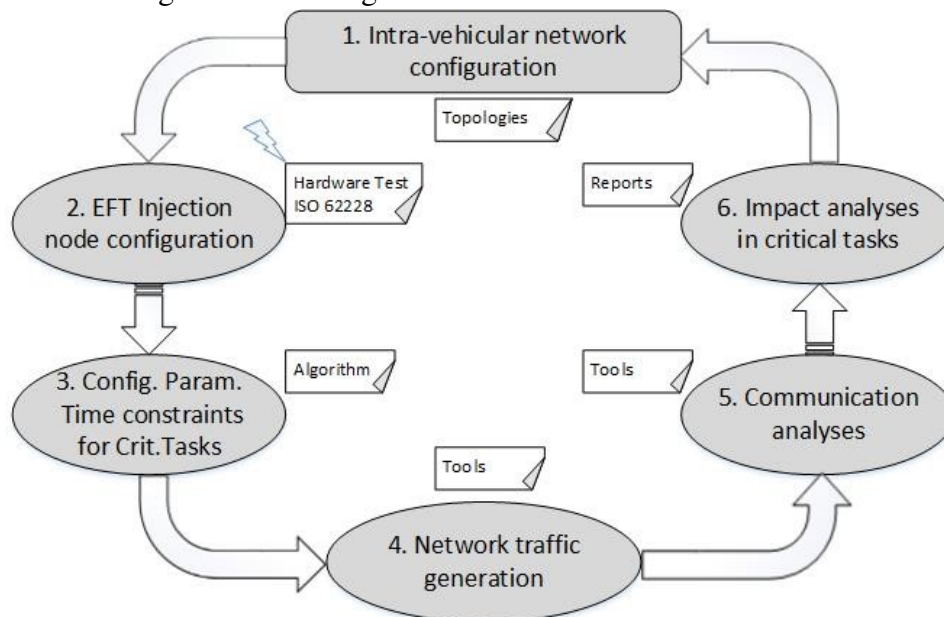 1. Intra-vehicular network
configuration
Topologies
Hardware Test
ISO 62228
2. EFT Injection
node configuration
Reports
6. Impact analyses
in critical tasks
3. Config. Param.
Time constraints
for Crit.Tasks
Algorithm
Tools
5. Communication
analyses
Tools
4. Network traffic
generation